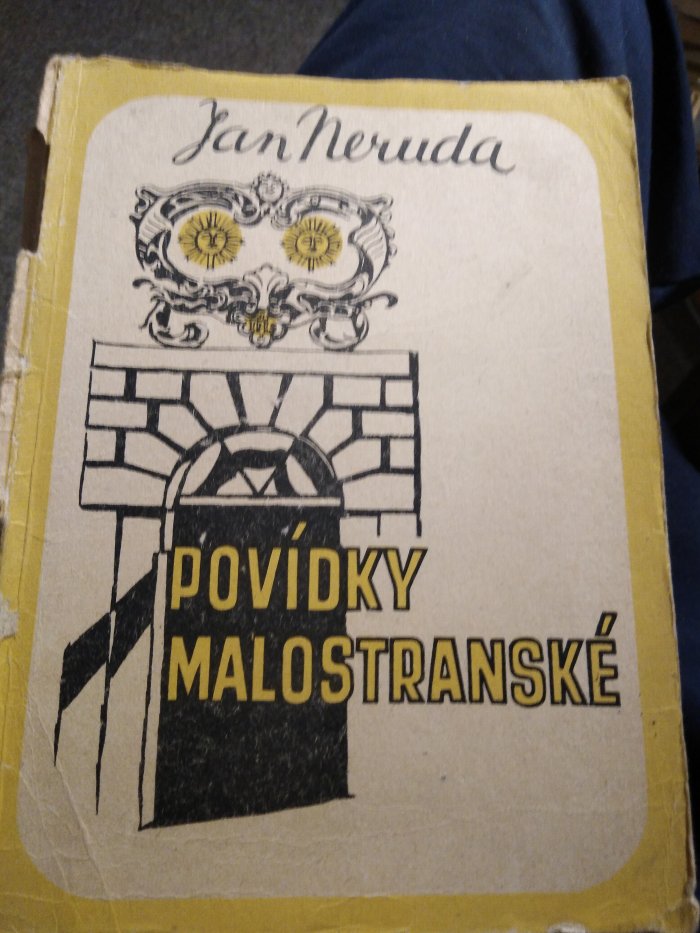 Jan Neruda
POVÍDKY
MALOSTRANSKÉ